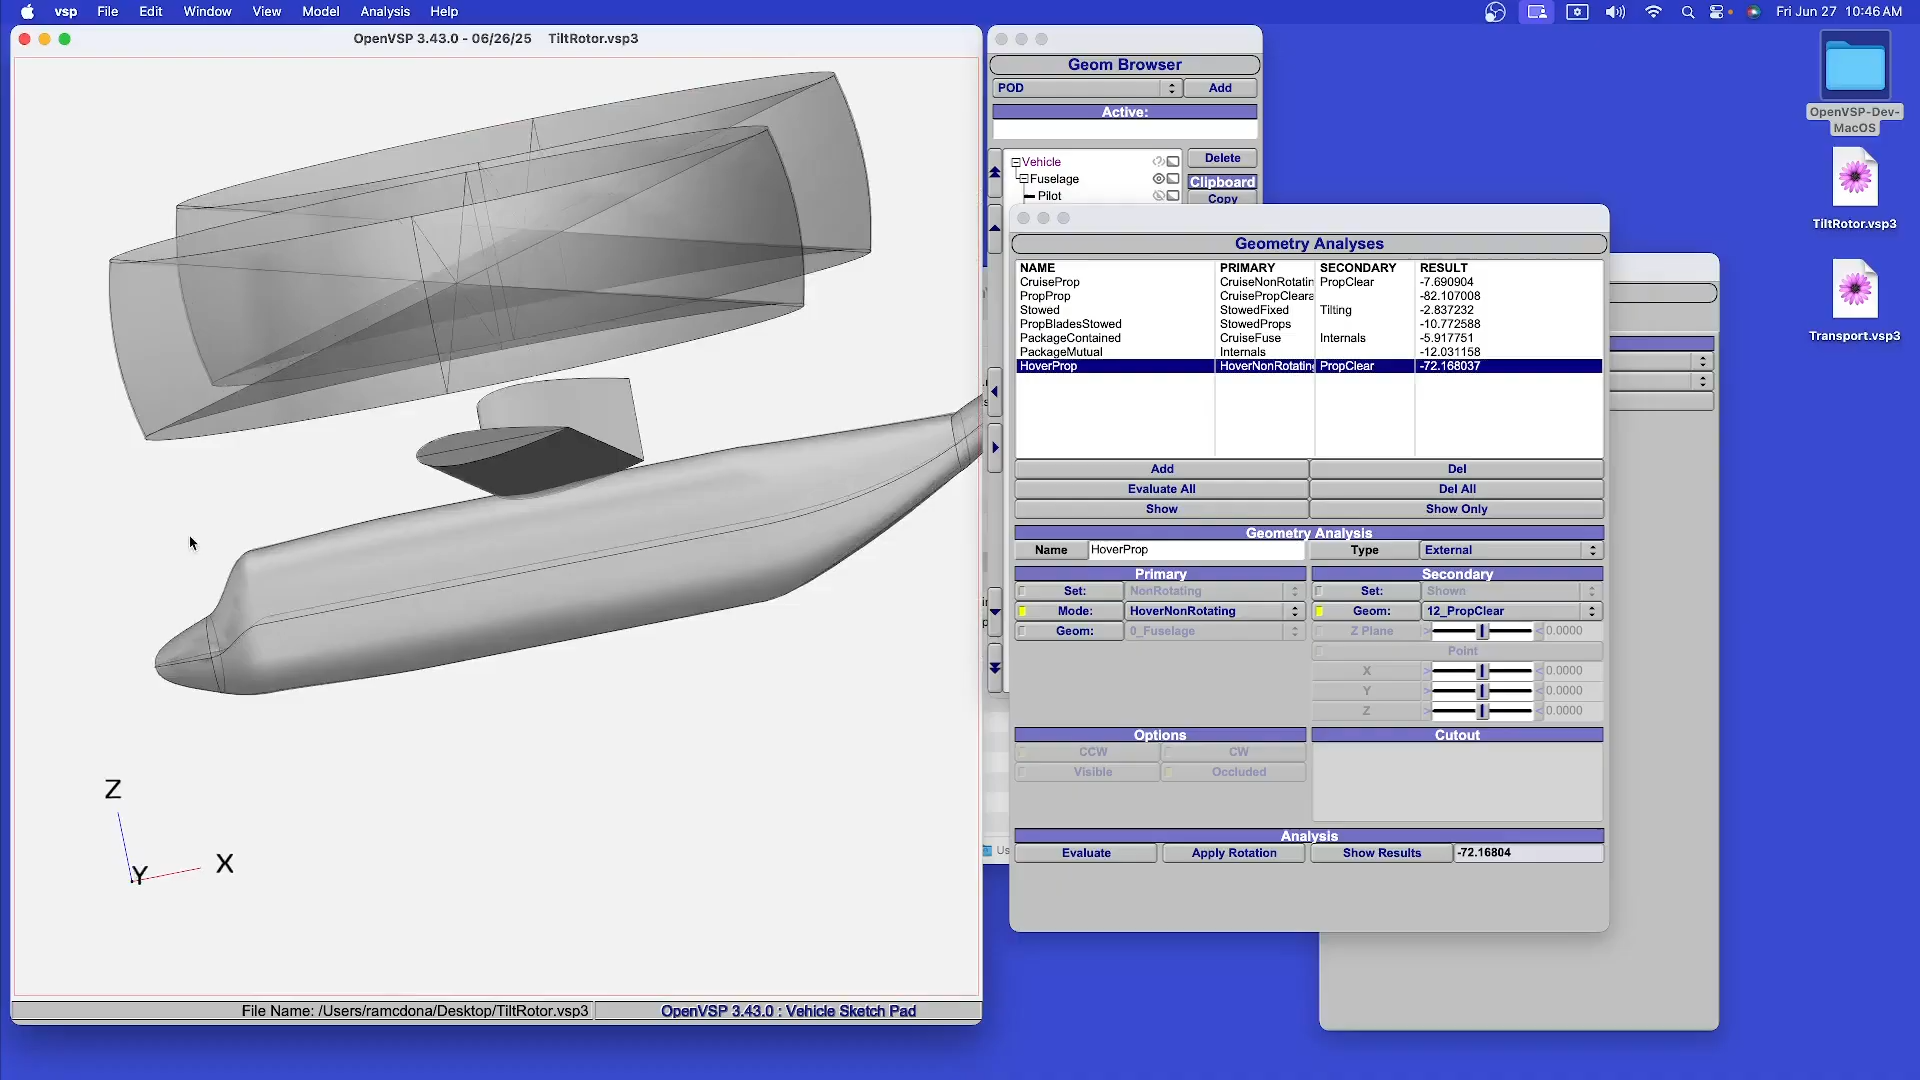 vsp File Edit Window View Model Analysis Help
Fri Jun 27 10:46 AM
OpenVSP 3.43.0 - 06/26/25 TiltRotor.vsp3
Z
Y
X
File Name: /Users/ramcdona/Desktop/TiltRotor.vsp3
OpenVSP 3.43.0 : Vehicle Sketch Pad
Geom Browser
POD
Add
Active:
Vehicle
Fuselage
Pilot
Delete
Clipboard
Copy
Geometry Analyses
NAME PRIMARY SECONDARY RESULT
CruiseProp CruiseNonRotatin PropClear -7.690904
PropProp CruisePropCleara -82.107008
Stowed StowedFixed Tilting -2.837232
PropBladesStowed StowedProps -10.772588
PackageContained CruiseFuse Internals -5.917751
PackageMutual Internals -12.031158
HoverProp HoverNonRotating PropClear -72.168037
Add Del
Evaluate All Del All
Show Show Only
Geometry Analysis
Name HoverProp Type External
Primary Secondary
Set: NonRotating Set: Shown
Mode: HoverNonRotating Geom: 12_PropClear
Geom: 0_Fuselage Z Plane > < 0.0000
Point
X > < 0.0000
Y > < 0.0000
Z > < 0.0000
Options Cutout
CCW CW
Visible Occluded
Analysis
Evaluate Apply Rotation Show Results -72.16804
Us
OpenVSP-Dev-
MacOS
TiltRotor.vsp3
Transport.vsp3